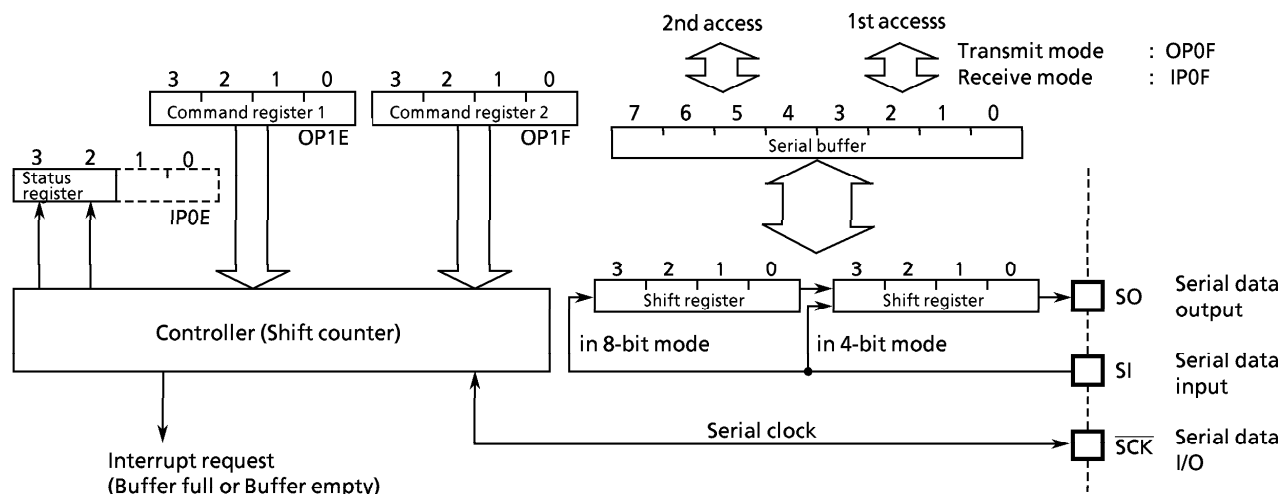 2nd access
1st accesss
Transmit mode : OP0F
Receive mode : IP0F
3 2 1 0
Command register 1
OP1E
3 2 1 0
Command register 2
OP1F
7 6 5 4 3 2 1 0
Serial buffer
3 2 1 0
Status
register
IP0E
Controller (Shift counter)
3 2 1 0
Shift register
3 2 1 0
Shift register
in 8-bit mode
in 4-bit mode
SO
Serial data
output
SI
Serial data
input
Serial clock
SCK
Serial data
I/O
Interrupt request
(Buffer full or Buffer empty)